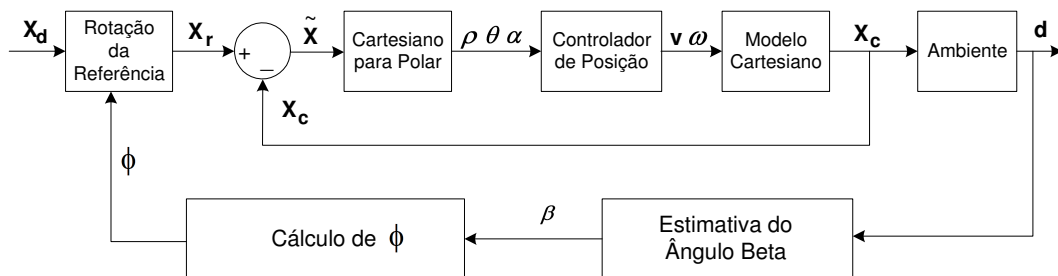 X_d
Rotação
da
Referência
X_r
+
−
X̃
Cartesiano
para Polar
ρ θ α
Controlador
de Posição
v ω
Modelo
Cartesiano
X_c
Ambiente
d
X_c
ϕ
Cálculo de ϕ
β
Estimativa do
Ângulo Beta